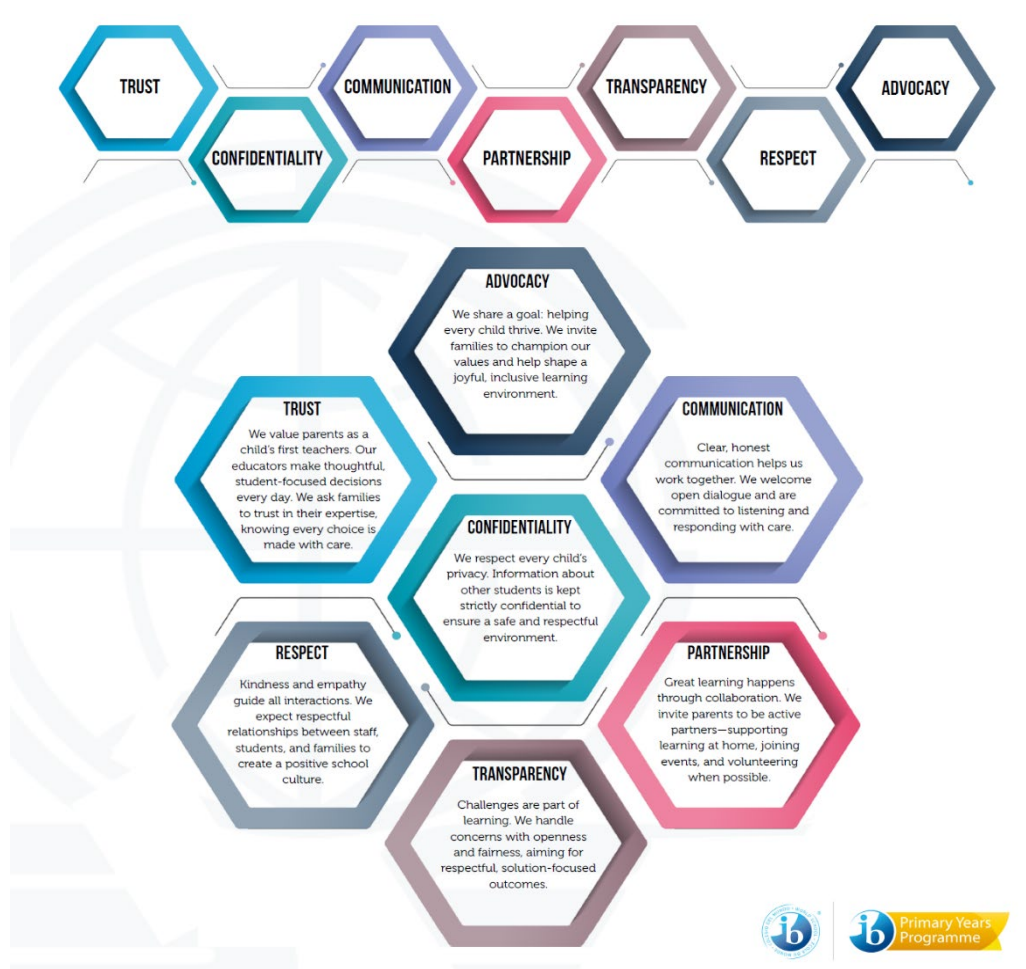 TRUST
COMMUNICATION
TRANSPARENCY
ADVOCACY
CONFIDENTIALITY
PARTNERSHIP
RESPECT
ADVOCACY
We share a goal: helping
every child thrive. We invite
families to champion our
values and help shape a
joyful, inclusive learning
environment.
TRUST
We value parents as a
child's first teachers. Our
educators make thoughtful,
student-focused decisions
every day. We ask families
to trust in their expertise,
knowing every choice is
made with care.
COMMUNICATION
Clear, honest
communication helps us
work together. We welcome
open dialogue and are
committed to listening and
responding with care.
CONFIDENTIALITY
We respect every child's
privacy. Information about
other students is kept
strictly confidential to
ensure a safe and respectful
environment.
RESPECT
Kindness and empathy
guide all interactions. We
expect respectful
relationships between staff,
students, and families to
create a positive school
culture.
PARTNERSHIP
Great learning happens
through collaboration. We
invite parents to be active
partners—supporting
learning at home, joining
events, and volunteering
when possible.
TRANSPARENCY
Challenges are part of
learning. We handle
concerns with openness
and fairness, aiming for
respectful, solution-focused
outcomes.
ib
ib
Primary Years
Programme